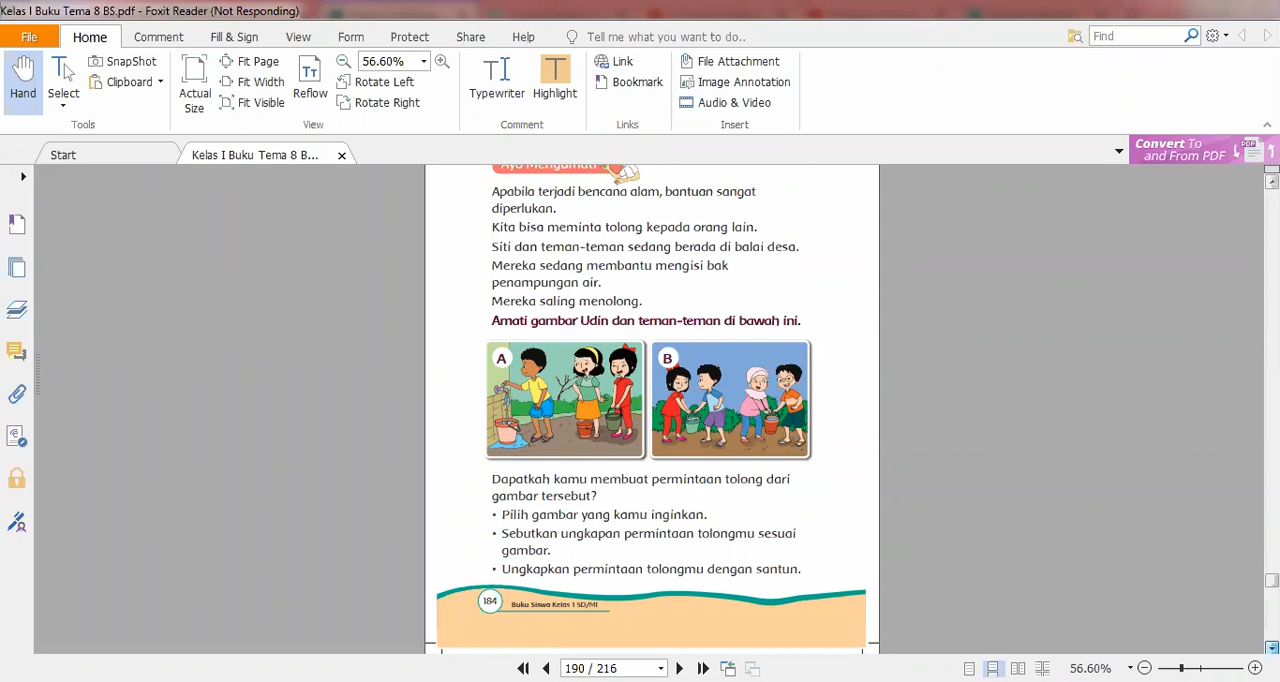 Kelas I Buku Tema 8 BS.pdf - Foxit Reader (Not Responding)
File Home Comment Fill & Sign View Form Protect Share Help Tell me what you want to do.. Find
Hand Select SnapShot Clipboard
Tools
Actual Size Fit Page Fit Width Fit Visible Reflow 56.60% Rotate Left Rotate Right
View
Typewriter Highlight
Comment
Link Bookmark
Links
File Attachment Image Annotation Audio & Video
Insert
Start Kelas I Buku Tema 8 B...
Convert To and From PDF PDF
Ayo Mengamati
Apabila terjadi bencana alam, bantuan sangat
diperlukan.
Kita bisa meminta tolong kepada orang lain.
Siti dan teman-teman sedang berada di balai desa.
Mereka sedang membantu mengisi bak
penampungan air.
Mereka saling menolong.
Amati gambar Udin dan teman-teman di bawah ini.
A B
Dapatkah kamu membuat permintaan tolong dari
gambar tersebut?
• Pilih gambar yang kamu inginkan.
• Sebutkan ungkapan permintaan tolongmu sesuai
gambar.
• Ungkapkan permintaan tolongmu dengan santun.
184 Buku Siswa Kelas I SD/MI
190 / 216 56.60%